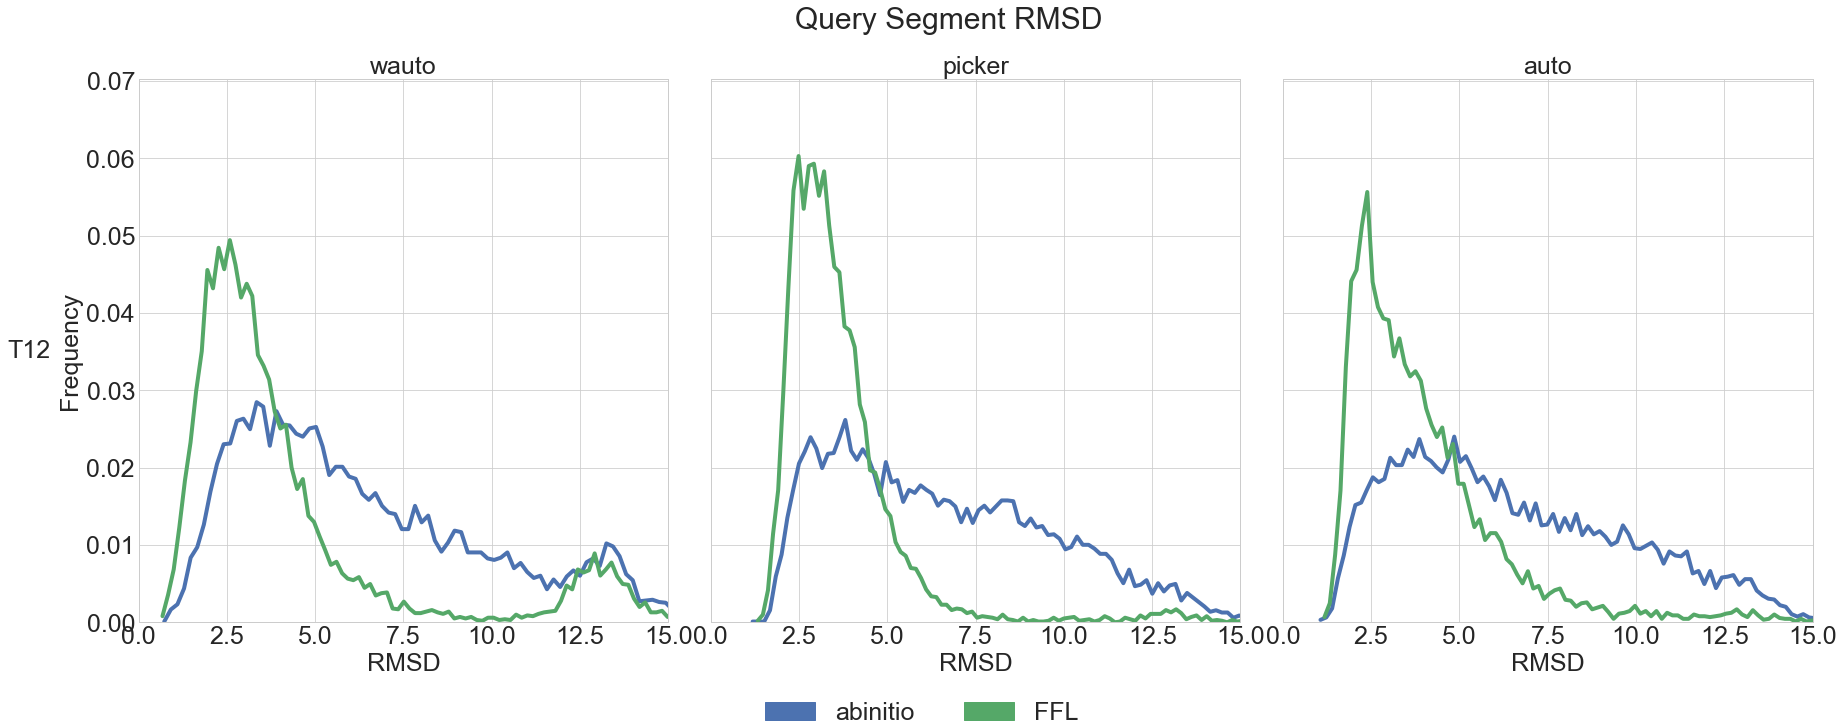 Query Segment RMSD
wauto picker auto
0.07
0.06
0.05
0.04
0.03
0.02
0.01
0.00
T12
Frequency
0.0 2.5 5.0 7.5 10.0 12.5 15.0
0.0 2.5 5.0 7.5 10.0 12.5 15.0
0.0 2.5 5.0 7.5 10.0 12.5 15.0
RMSD RMSD RMSD
abinitio FFL